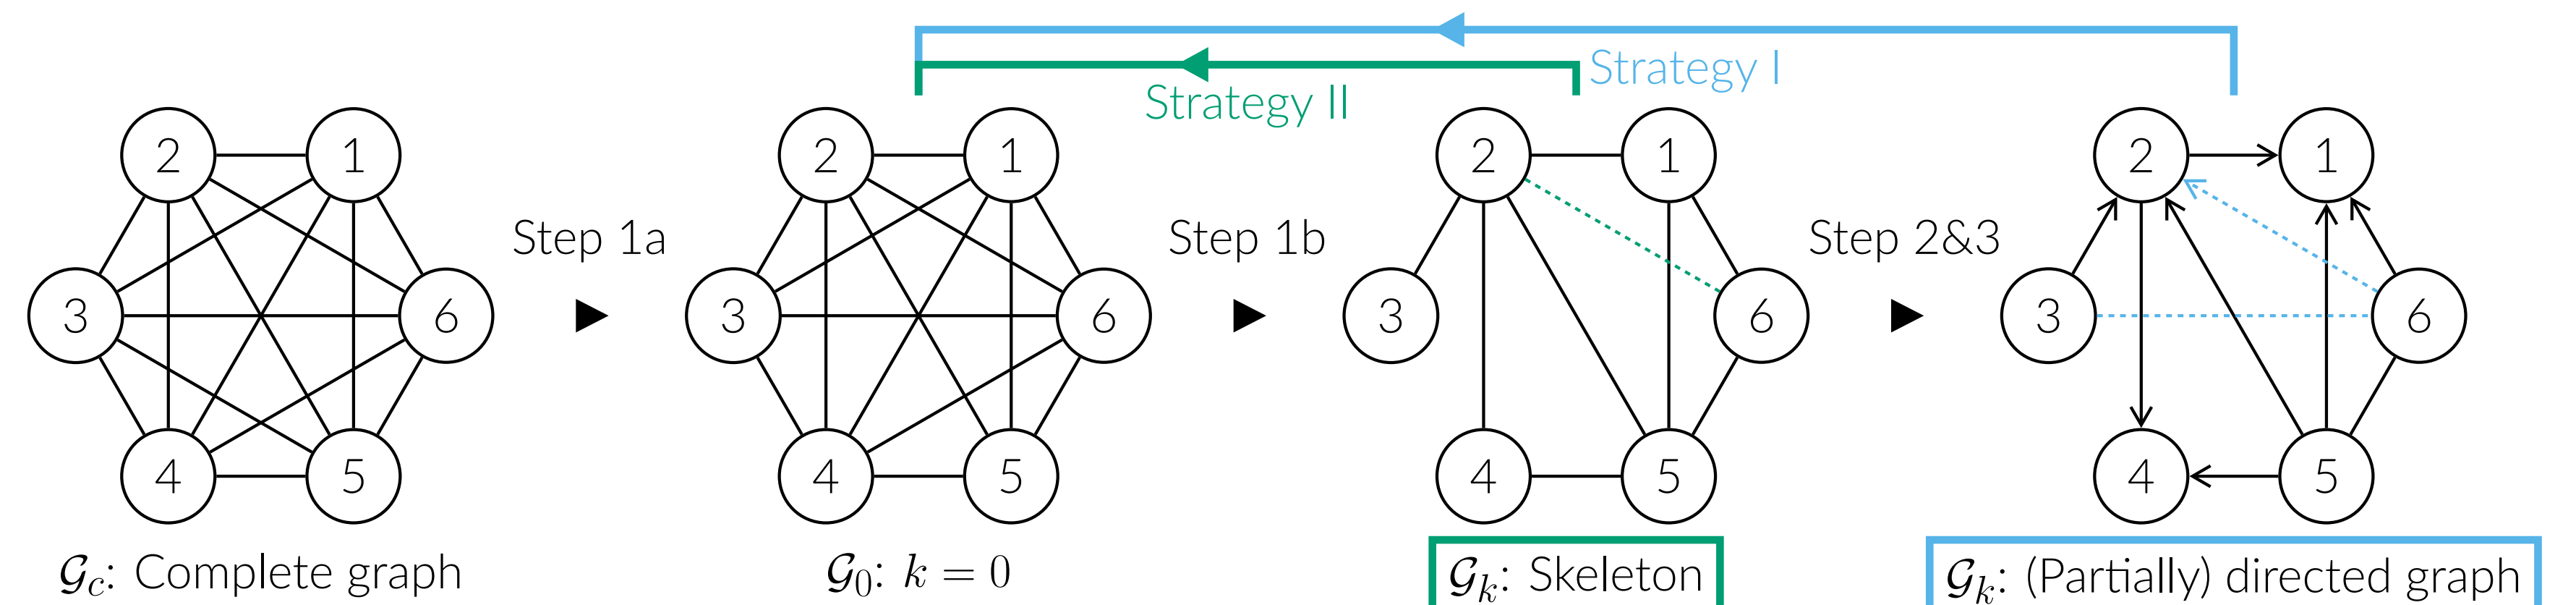 Strategy I
Strategy II
2 1
3 6
4 5
𝒢c: Complete graph
Step 1a
2 1
3 6
4 5
𝒢0: k = 0
Step 1b
2 1
3 6
4 5
𝒢k: Skeleton
Step 2&3
2 1
3 6
4 5
𝒢k: (Partially) directed graph